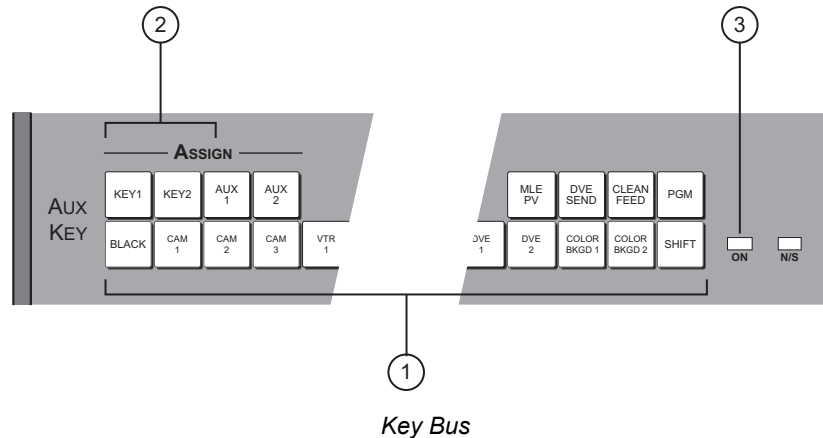 2
3
ASSIGN
AUX
KEY
KEY1
KEY2
AUX
1
AUX
2
MLE
PV
DVE
SEND
CLEAN
FEED
PGM
BLACK
CAM
1
CAM
2
CAM
3
VTR
1
DVE
1
DVE
2
COLOR
BKGD 1
COLOR
BKGD 2
SHIFT
ON
N/S
1
Key Bus